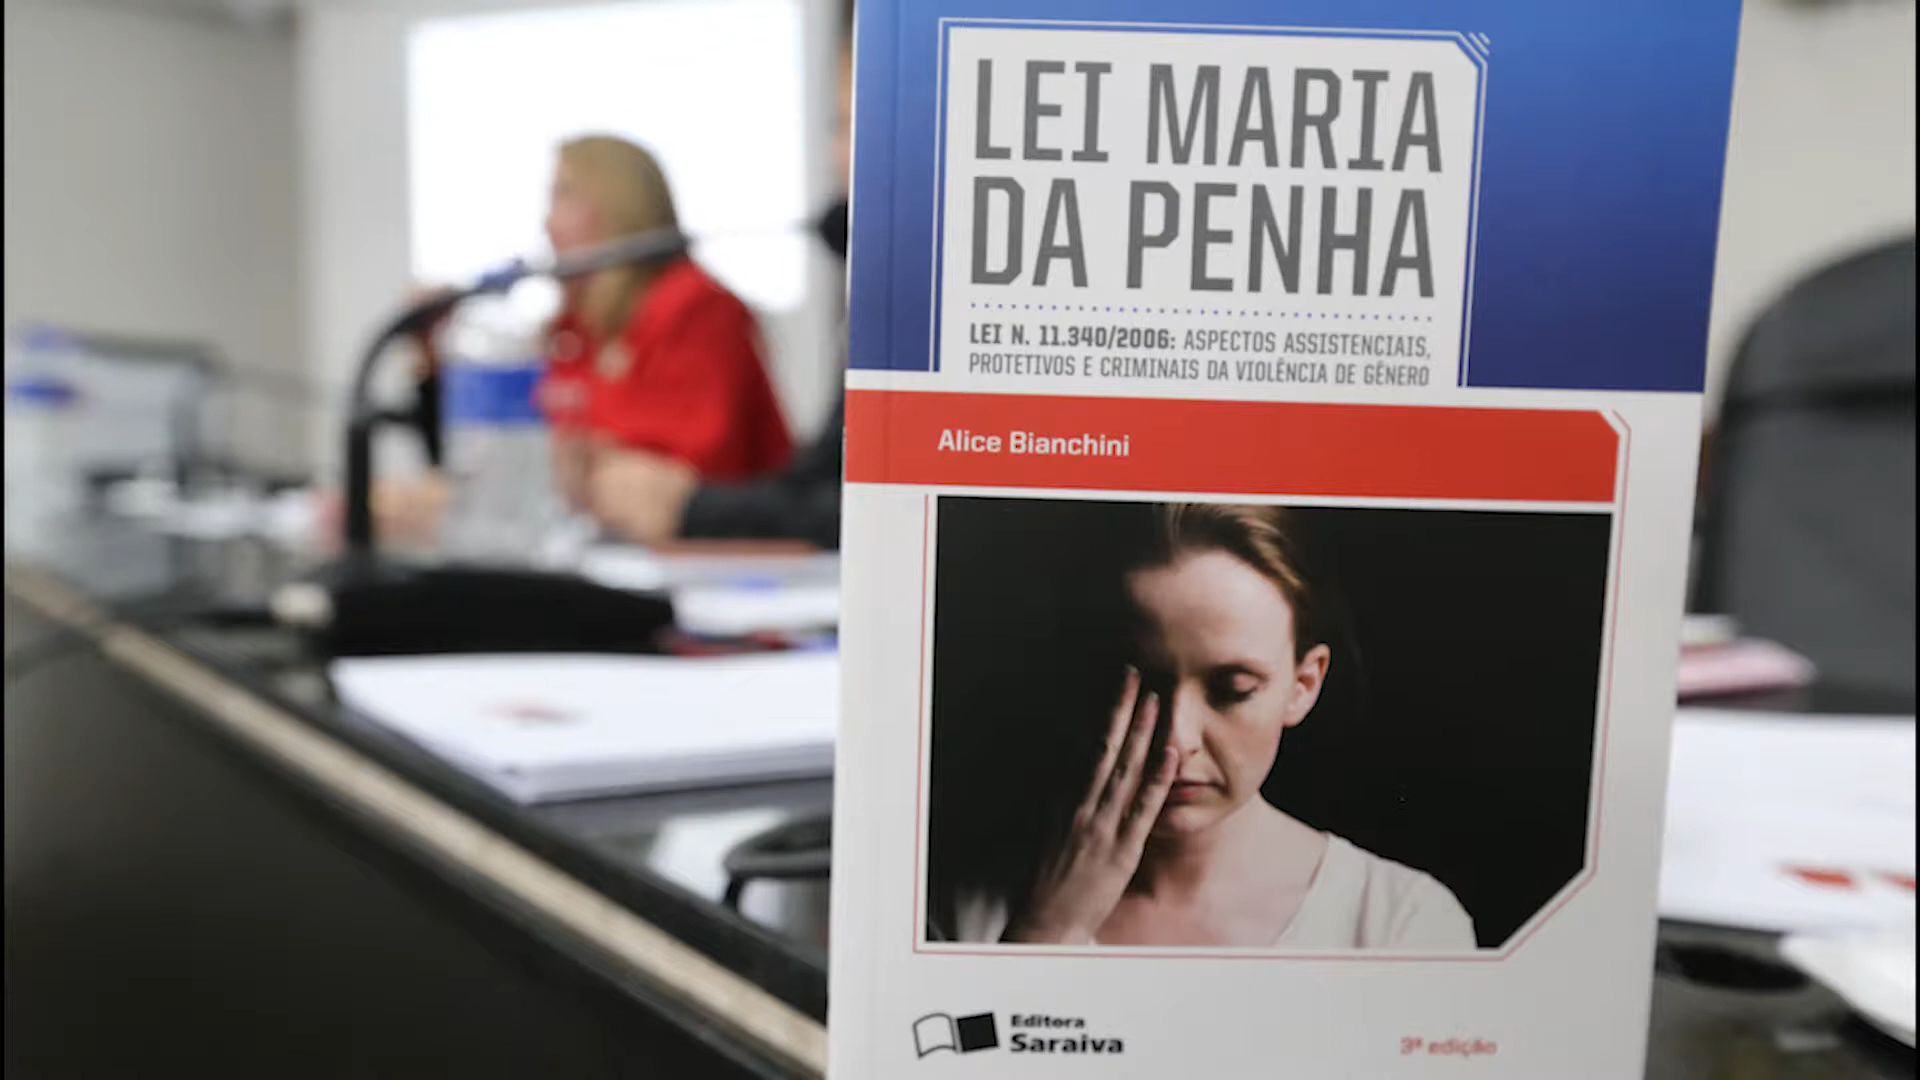 LEI MARIA
DA PENHA
LEI N. 11.340/2006: ASPECTOS ASSISTENCIAIS,
PROTETIVOS E CRIMINAIS DA VIOLÊNCIA DE GÊNERO
Alice Bianchini
Editora
Saraiva
3ª edição